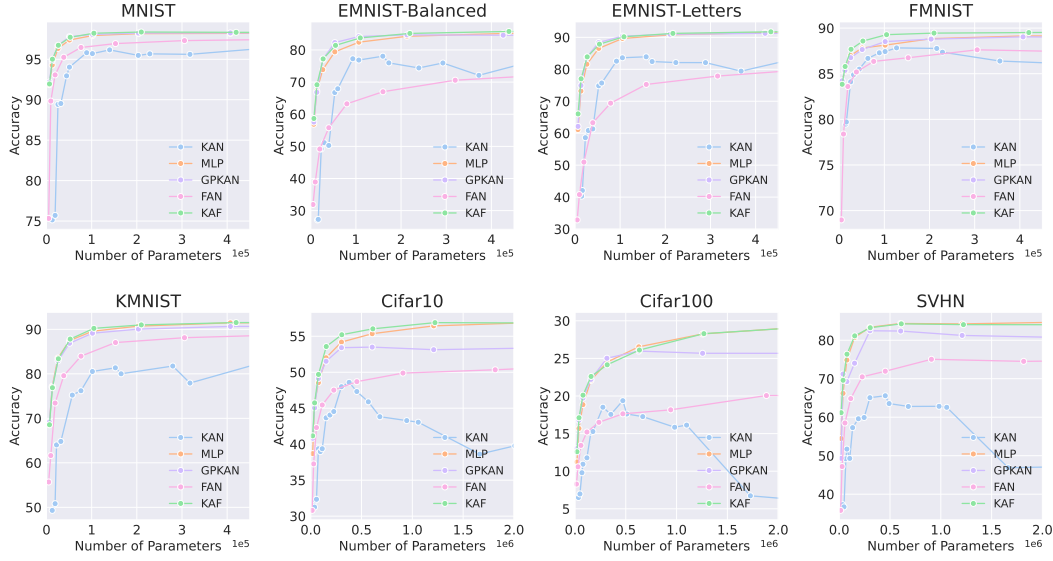 MNIST
Accuracy
95
90
85
80
75
0
1
2
3
4
Number of Parameters
1e5
KAN
MLP
GPKAN
FAN
KAF
EMNIST-Balanced
Accuracy
80
70
60
50
40
30
0
1
2
3
4
Number of Parameters
1e5
KAN
MLP
GPKAN
FAN
KAF
EMNIST-Letters
Accuracy
90
80
70
60
50
40
30
0
1
2
3
4
Number of Parameters
1e5
KAN
MLP
GPKAN
FAN
KAF
FMNIST
Accuracy
90
85
80
75
70
0
1
2
3
4
Number of Parameters
1e5
KAN
MLP
GPKAN
FAN
KAF
KMNIST
Accuracy
90
80
70
60
50
0
1
2
3
4
Number of Parameters
1e5
KAN
MLP
GPKAN
FAN
KAF
Cifar10
Accuracy
55
50
45
40
35
30
0.0
0.5
1.0
1.5
2.0
Number of Parameters
1e6
KAN
MLP
GPKAN
FAN
KAF
Cifar100
Accuracy
30
25
20
15
10
5
0.0
0.5
1.0
1.5
2.0
Number of Parameters
1e6
KAN
MLP
GPKAN
FAN
KAF
SVHN
Accuracy
80
70
60
50
40
0.0
0.5
1.0
1.5
2.0
Number of Parameters
1e6
KAN
MLP
GPKAN
FAN
KAF